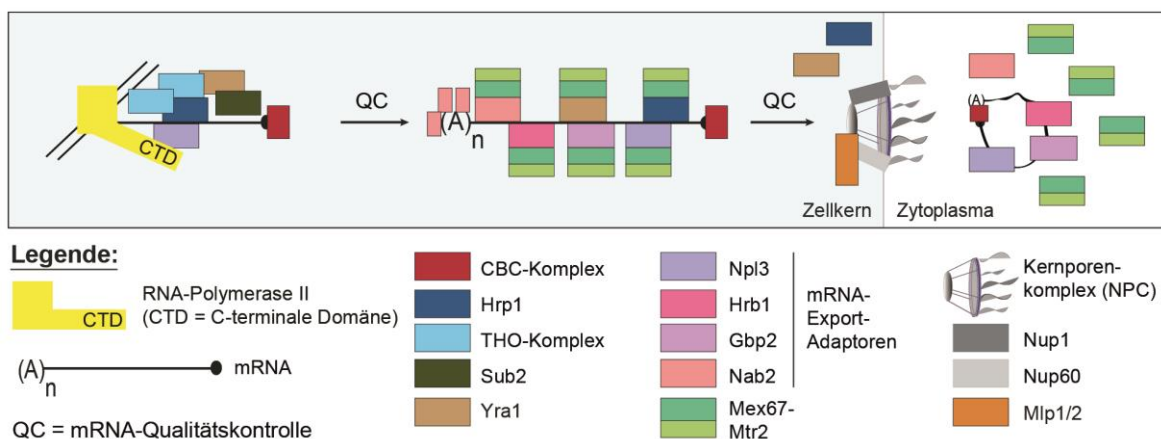 CTD
QC
(A)n
QC
(A)
Zellkern
Zytoplasma
Legende:
CTD
RNA-Polymerase II
(CTD = C-terminale Domäne)
(A)n
mRNA
QC = mRNA-Qualitätskontrolle
CBC-Komplex
Hrp1
THO-Komplex
Sub2
Yra1
Npl3
Hrb1
Gbp2
Nab2
Mex67-
Mtr2
mRNA-
Export-
Adaptoren
Kernporen-
komplex (NPC)
Nup1
Nup60
Mlp1/2